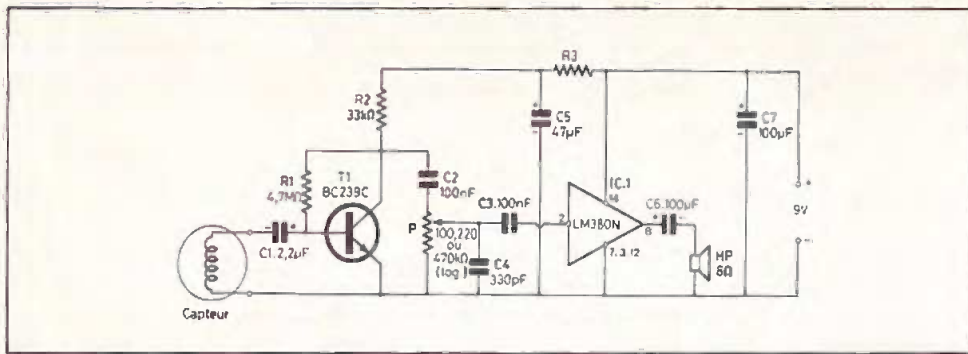 R3
R2
33kΩ
C5
47µF
C7
100µF
R1
4,7MΩ
T1
BC239C
C2
100nF
IC.1
14
9V
+
-
C3.100nF
2
LM380N
8
C6.100µF
P
100,220
ou
470kΩ
(log)
C4
330pF
7.3.12
HP
8Ω
C1.2,2µF
Capteur